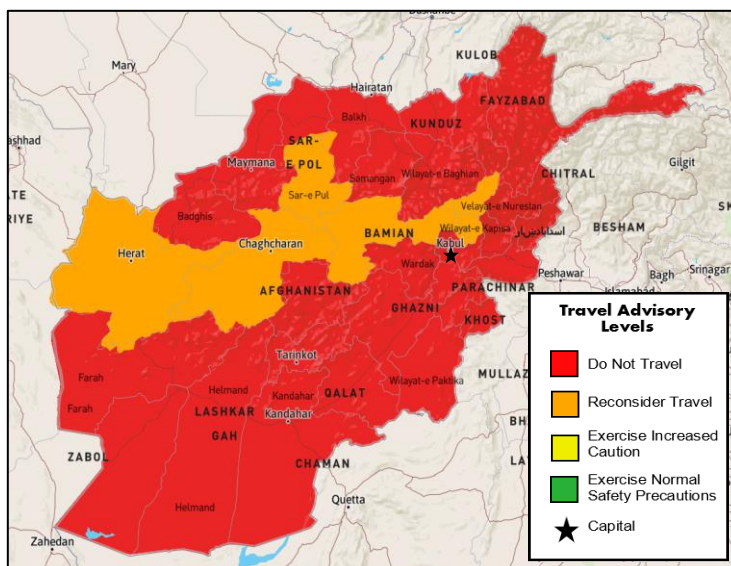 Dushanbe
KULOB
Mary
Hairatan
FAYZABAD
Balkh
KUNDUZ
SAR-
E POL
Maymana
Gilgit
CHITRAL
Samangan
Wilayat-e Baghlan
Sar-e Pul
Velayat-e Nurestan
Badghis
BESHAM
BAMIAN
Wilayat-e Kapisa
Chaghcharan
Kabul
Herat
Wardak
Peshawar
Bagh
Srinagar
AFGHANISTAN
PARACHINAR
Islamabad
GHAZNI
KHOST
Tarinkot
Farah
Helmand
Kandahar
QALAT
Wilayat-e Paktika
MULLAZ
Farah
LASHKAR
GAH
Kandahar
ZABOL
CHAMAN
Helmand
Quetta
Zahedan
Travel Advisory
Levels
Do Not Travel
Reconsider Travel
Exercise Increased
Caution
Exercise Normal
Safety Precautions
Capital